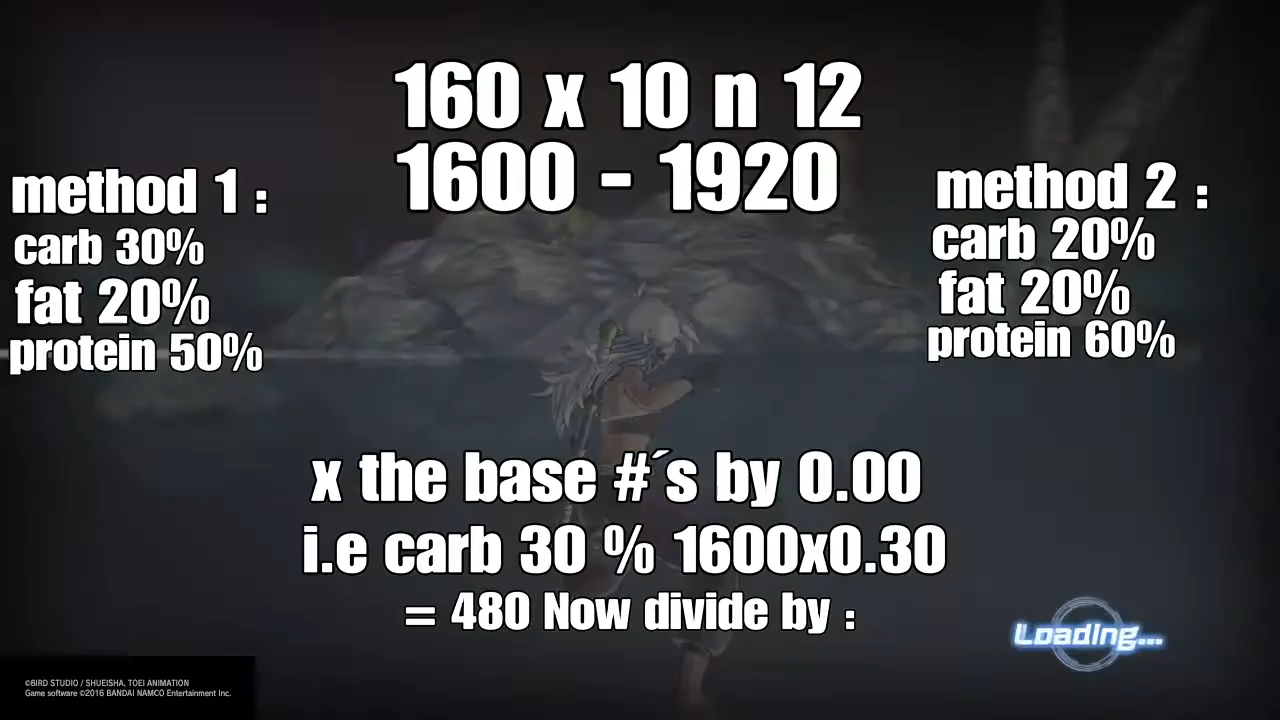 160 x 10 n 12
1600 - 1920
method 1 :
carb 30%
fat 20%
protein 50%
method 2 :
carb 20%
fat 20%
protein 60%
x the base #´s by 0.00
i.e carb 30 % 1600x0.30
= 480 Now divide by :
Loading...
©BIRD STUDIO / SHUEISHA, TOEI ANIMATION
Game software ©2016 BANDAI NAMCO Entertainment Inc.